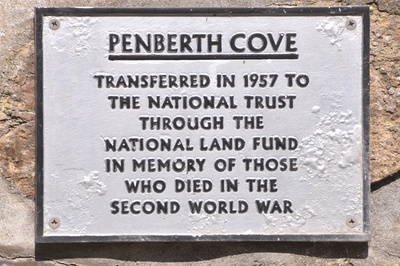 PENBERTH COVE
TRANSFERRED IN 1957 TO
THE NATIONAL TRUST
THROUGH THE
NATIONAL LAND FUND
IN MEMORY OF THOSE
WHO DIED IN THE
SECOND WORLD WAR